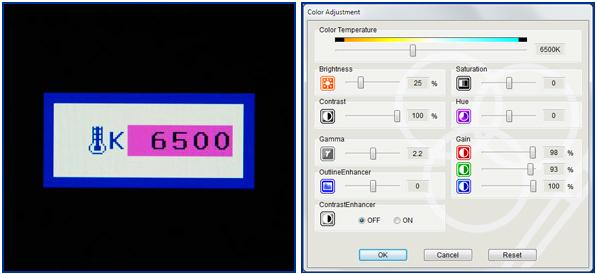 K 6500
Color Adjustment
Color Temperature
6500K
Brightness
25 %
Saturation
0
Contrast
100 %
Hue
0
Gamma
2.2
Gain
98 %
93 %
100 %
OutlineEnhancer
0
ContrastEnhancer
OFF ON
OK Cancel Reset